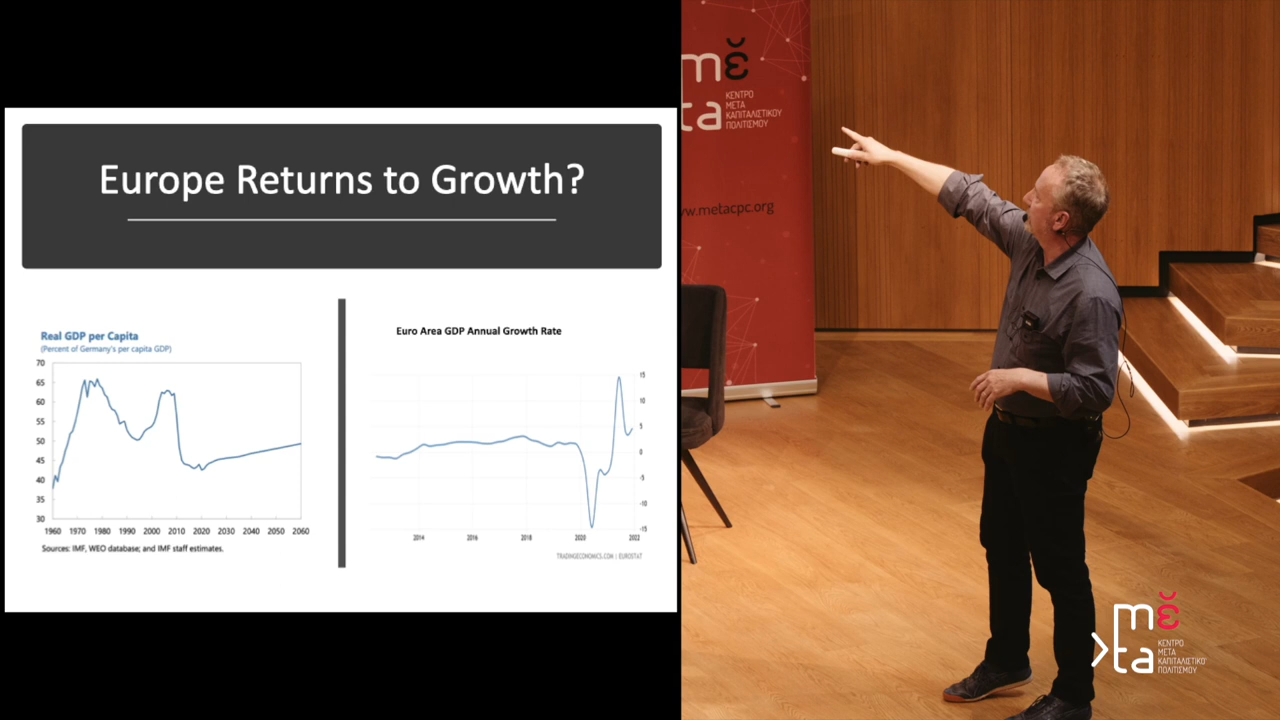 Europe Returns to Growth?
Real GDP per Capita
(Percent of Germany's per capita GDP)
70
65
60
55
50
45
40
35
30
1960 1970 1980 1990 2000 2010 2020 2030 2040 2050 2060
Sources: IMF, WEO database; and IMF staff estimates.
Euro Area GDP Annual Growth Rate
15
10
5
0
-5
-10
-15
2014 2016 2018 2020 2022
TRADINGECONOMICS.COM | EUROSTAT
mĕ
ta
ΚΕΝΤΡΟ
ΜΕΤΑ
ΚΑΠΙΤΑΛΙΣΤΙΚΟΥ
ΠΟΛΙΤΙΣΜΟΥ
w.metacpc.org
mĕ
ta
ΚΕΝΤΡΟ
ΜΕΤΑ
ΚΑΠΙΤΑΛΙΣΤΙΚΟΥ
ΠΟΛΙΤΙΣΜΟΥ